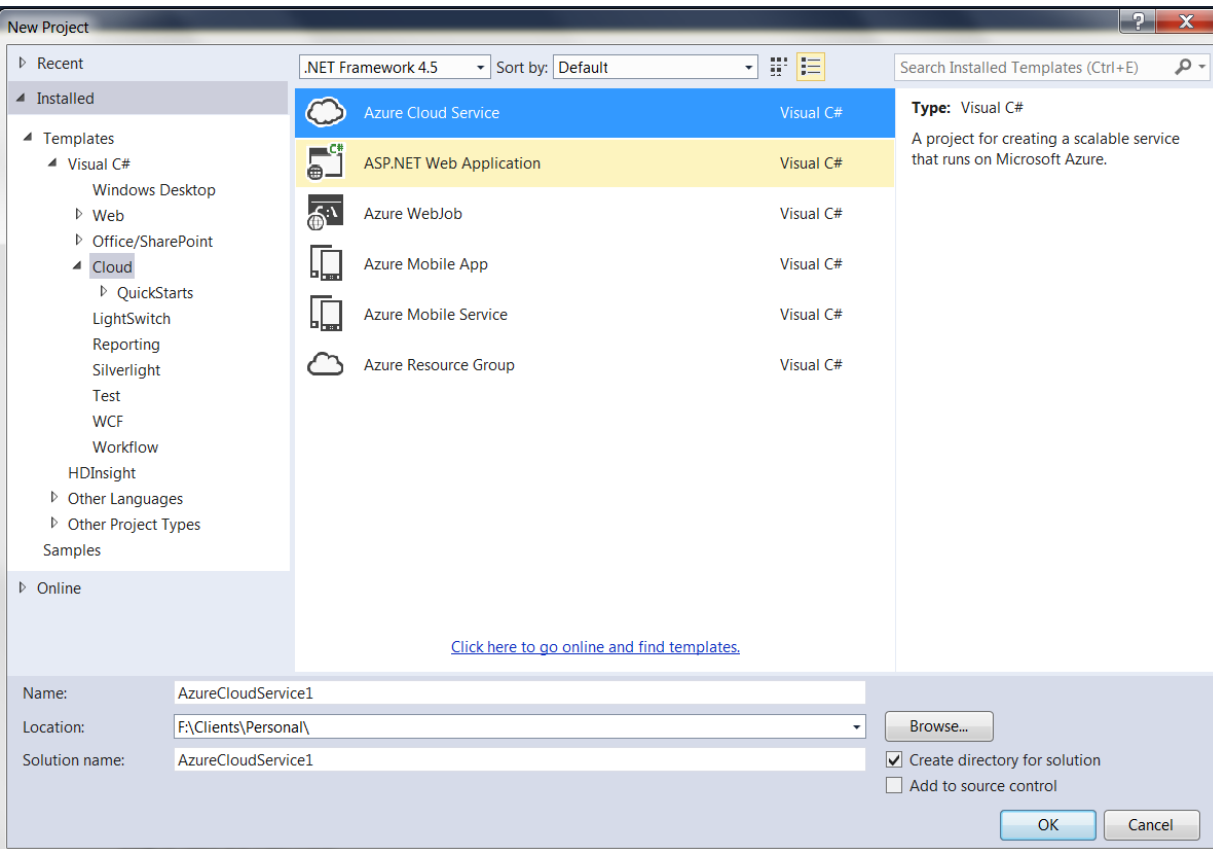 New Project
Recent
Installed
Templates
Visual C#
Windows Desktop
Web
Office/SharePoint
Cloud
QuickStarts
LightSwitch
Reporting
Silverlight
Test
WCF
Workflow
HDInsight
Other Languages
Other Project Types
Samples
Online
.NET Framework 4.5 Sort by: Default
Search Installed Templates (Ctrl+E)
Azure Cloud Service Visual C#
ASP.NET Web Application Visual C#
Azure WebJob Visual C#
Azure Mobile App Visual C#
Azure Mobile Service Visual C#
Azure Resource Group Visual C#
Click here to go online and find templates.
Type: Visual C#
A project for creating a scalable service
that runs on Microsoft Azure.
Name: AzureCloudService1
Location: F:\Clients\Personal\ Browse...
Solution name: AzureCloudService1 Create directory for solution
Add to source control
OK Cancel